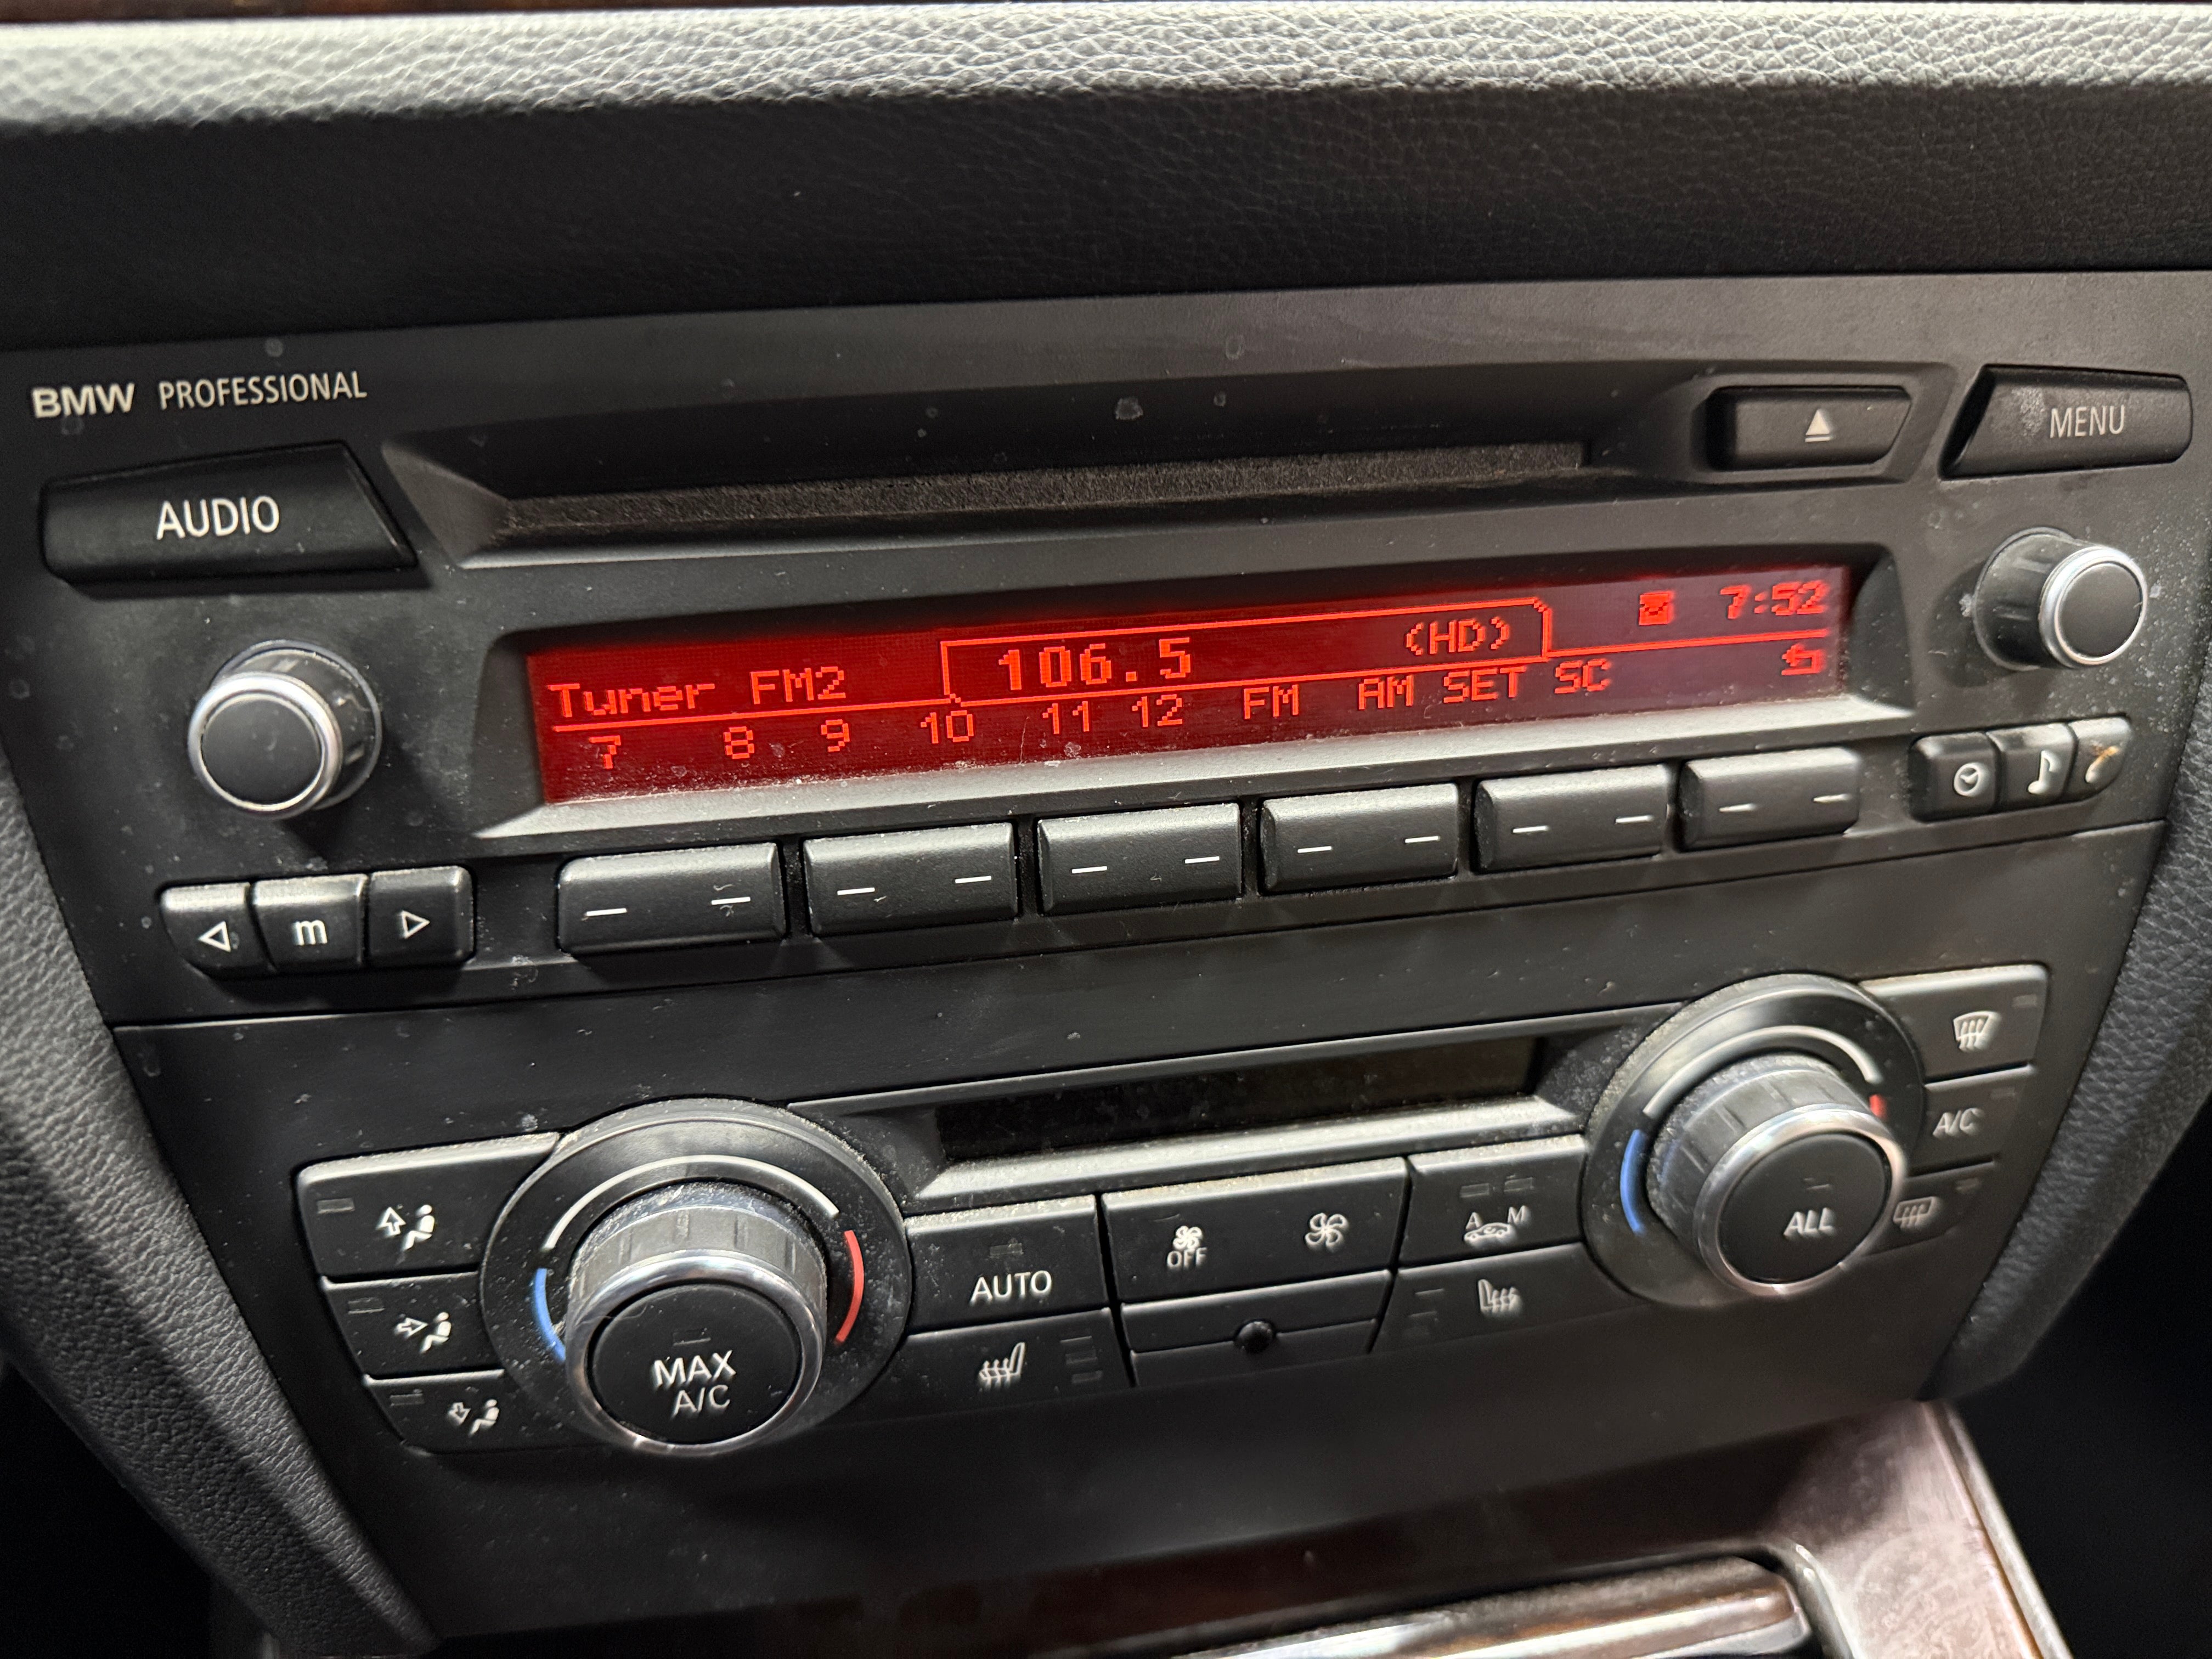 BMW PROFESSIONAL
MENU
AUDIO
7:52
Tuner FM2 106.5 (HD)
7 8 9 10 11 12 FM AM SET SC
m
A/C
A M
OFF
ALL
AUTO
MAX
A/C